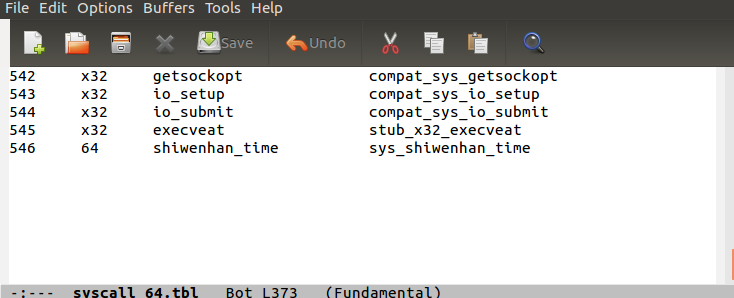 File Edit Options Buffers Tools Help
Save Undo
542 x32 getsockopt compat_sys_getsockopt
543 x32 io_setup compat_sys_io_setup
544 x32 io_submit compat_sys_io_submit
545 x32 execveat stub_x32_execveat
546 64 shiwenhan_time sys_shiwenhan_time
-:--- syscall_64.tbl Bot L373 (Fundamental)